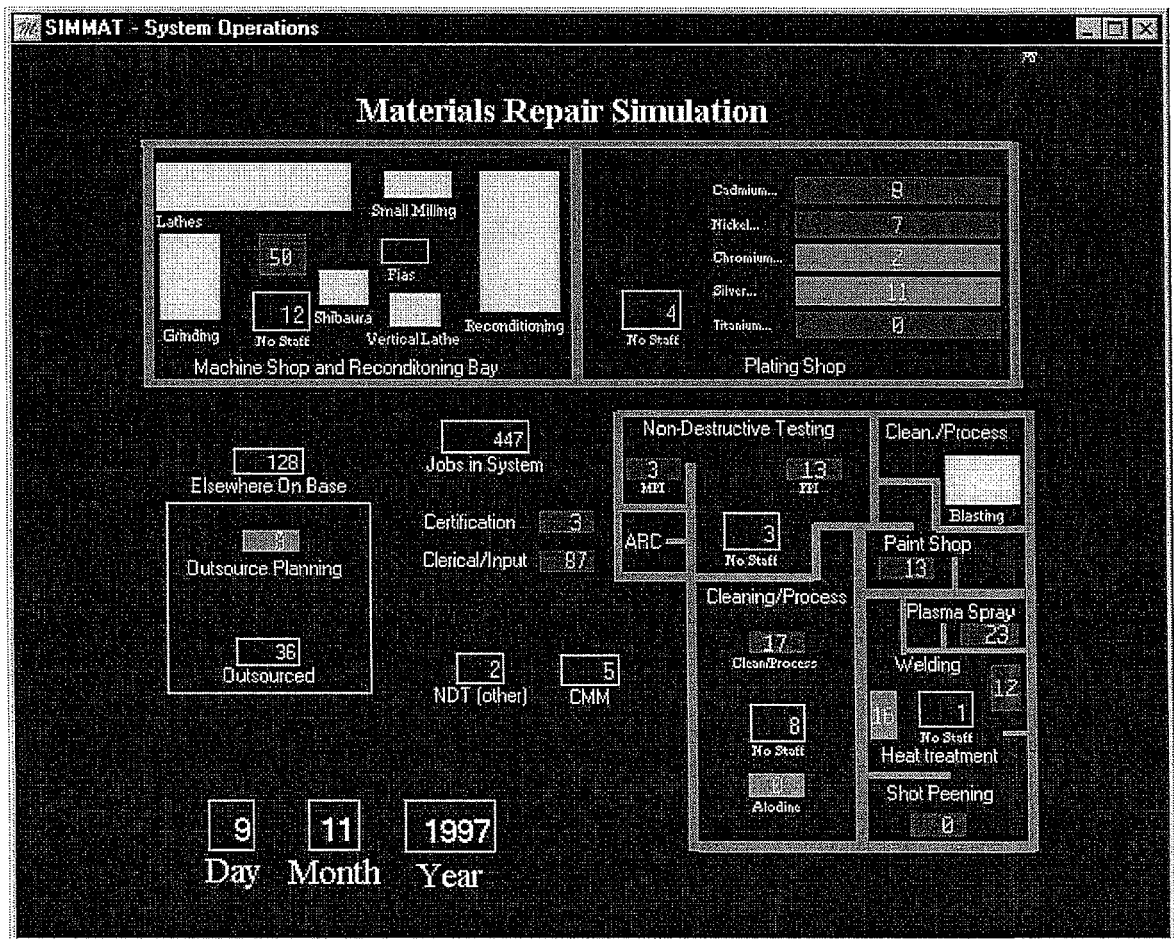 SIMMAT - System Operations
Materials Repair Simulation
Lathes
Small Milling
50
Fias
12
No Staff
Shibaura
Grinding
Vertical Lathe
Reconditioning
Machine Shop and Reconditoning Bay
Cadmium... 8
Nickel... 7
Chromium... 2
Silver... 11
Titanium... 0
4
No Staff
Plating Shop
447
Jobs in System
128
Elsewhere On Base
Outsource Planning
36
Outsourced
Certification 3
Clerical/Input 87
2
NDT (other)
5
CMM
Non-Destructive Testing
3
MPI
13
FPI
ARC
3
No Staff
Clean./Process
Blasting
Paint Shop
13
Cleaning/Process
17
Clean/Process
8
No Staff
0
Alodine
Plasma Spray
23
Welding
12
16
1
No Staff
Heat treatment
Shot Peening
0
9
Day
11
Month
1997
Year